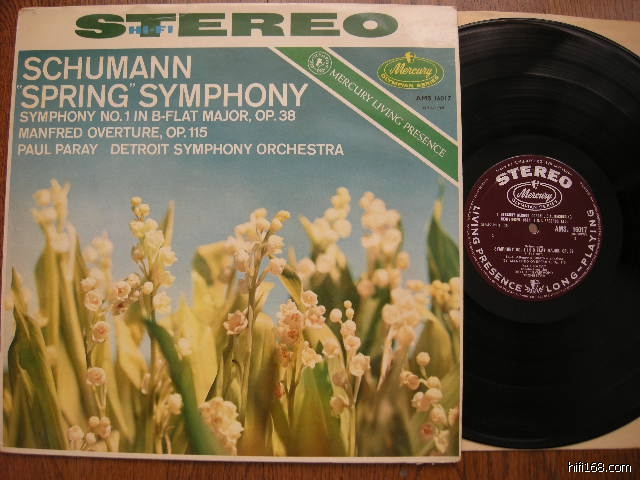 STEREO
HI-FI
SCHUMANN
"SPRING" SYMPHONY
SYMPHONY NO.1 IN B-FLAT MAJOR, OP. 38
MANFRED OVERTURE, OP. 115
PAUL PARAY DETROIT SYMPHONY ORCHESTRA
MERCURY LIVING PRESENCE
Mercury
OLYMPIAN SERIES
AMS 16017
STEREO
Mercury
OLYMPIAN SERIES
AMS. 16017
LIVING PRESENCE
LONG-PLAYING
hifi168.com